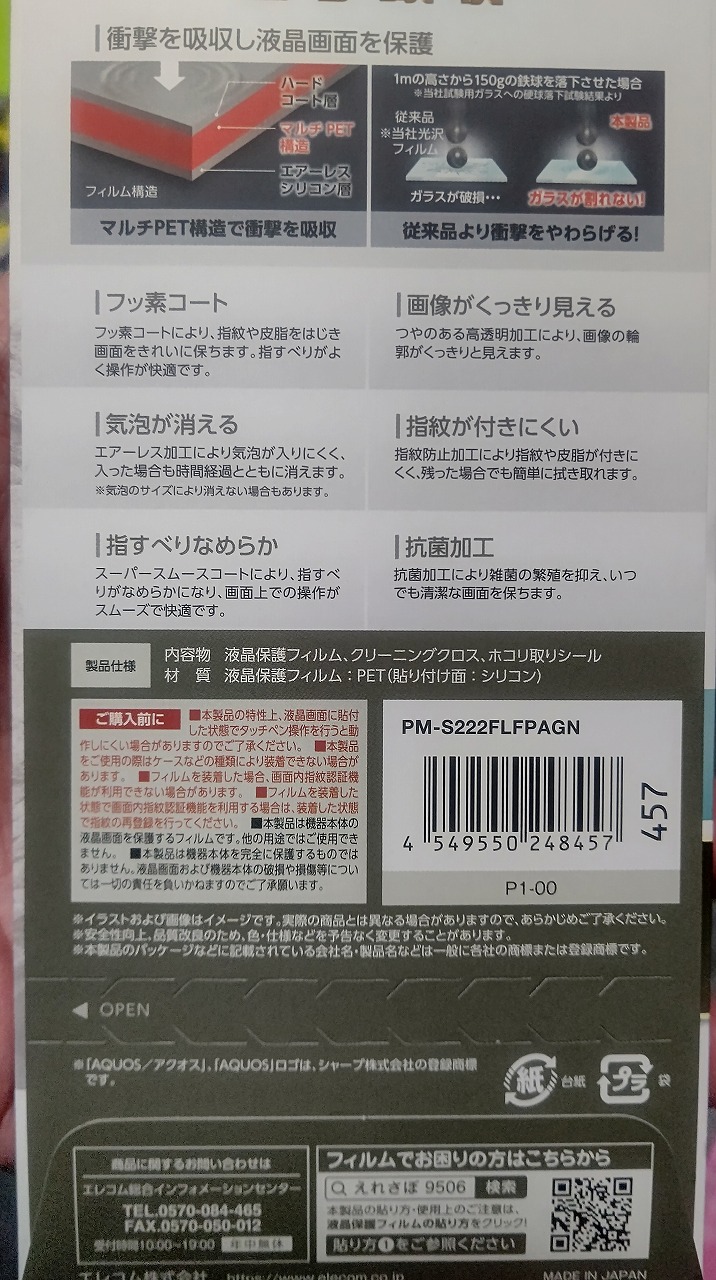 衝撃を吸収し液晶画面を保護
ハード
コート層
マルチPET
構造
エアーレス
シリコン層
フィルム構造
マルチPET構造で衝撃を吸収
1mの高さから150gの鉄球を落下させた場合
※当社試験用ガラスへの硬球落下試験結果より
従来品
※当社光沢
フィルム
本製品
ガラスが破損・・・
ガラスが割れない!
従来品より衝撃をやわらげる!
フッ素コート
フッ素コートにより、指紋や皮脂をはじき
画面をきれいに保ちます。指すべりがよ
く操作が快適です。
画像がくっきり見える
つやのある高透明加工により、画像の輪
郭がくっきりと見えます。
気泡が消える
エアーレス加工により気泡が入りにくく、
入った場合も時間経過とともに消えます。
※気泡のサイズにより消えない場合もあります。
指紋が付きにくい
指紋防止加工により指紋や皮脂が付きに
くく、残った場合でも簡単に拭き取れます。
指すべりなめらか
スーパースムースコートにより、指すべ
りがなめらかになり、画面上での操作が
スムーズで快適です。
抗菌加工
抗菌加工により雑菌の繁殖を抑え、いつ
でも清潔な画面を保ちます。
製品仕様
内容物 液晶保護フィルム、クリーニングクロス、ホコリ取りシール
材 質 液晶保護フィルム:PET(貼り付け面:シリコン)
ご購入前に ■本製品の特性上、液晶画面に貼付
した状態でタッチペン操作を行うと動
作しにくい場合がありますのでご了承ください。 ■本製品
をご使用の際はケースなどの種類により装着できない場合が
あります。 ■フィルムを装着した場合、画面内指紋認証機
能が利用できない場合があります。 ■フィルムを装着した
状態で画面内指紋認証機能を利用する場合は、装着した状態
で指紋の再登録を行ってください。 ■本製品は機器本体の
液晶画面を保護するフィルムです。他の用途ではご使用でき
ません。 ■本製品は機器本体を完全に保護するものでは
ありません。液晶画面および機器本体の破損や損傷等につい
ては一切の責任を負いかねますのでご了承願います。
PM-S222FLFPAGN
4 549550 248457
457
P1-00
※イラストおよび画像はイメージです。実際の商品とは異なる場合がありますので、あらかじめご了承ください。
※安全性向上、品質改良のため、色・仕様などを予告なく変更することがあります。
※本製品のパッケージなどに記載されている会社名・製品名などは一般に各社の商標または登録商標です。
◀ OPEN
※「AQUOS/アクオス」、「AQUOS」ロゴは、シャープ株式会社の登録商標
です。
紙 台紙
プラ 袋
商品に関するお問い合わせは
エレコム総合インフォメーションセンター
TEL.0570-084-465
FAX.0570-050-012
受付時間10:00~19:00 年中無休
フィルムでお困りの方はこちらから
えれさぽ 9506 検索
本製品の貼り方・使用上のご注意は、
液晶保護フィルムの貼り方をクリック!
貼り方❶をご参照ください
エレコム株式会社 https://www.elecom.co.jp
MADE IN JAPAN